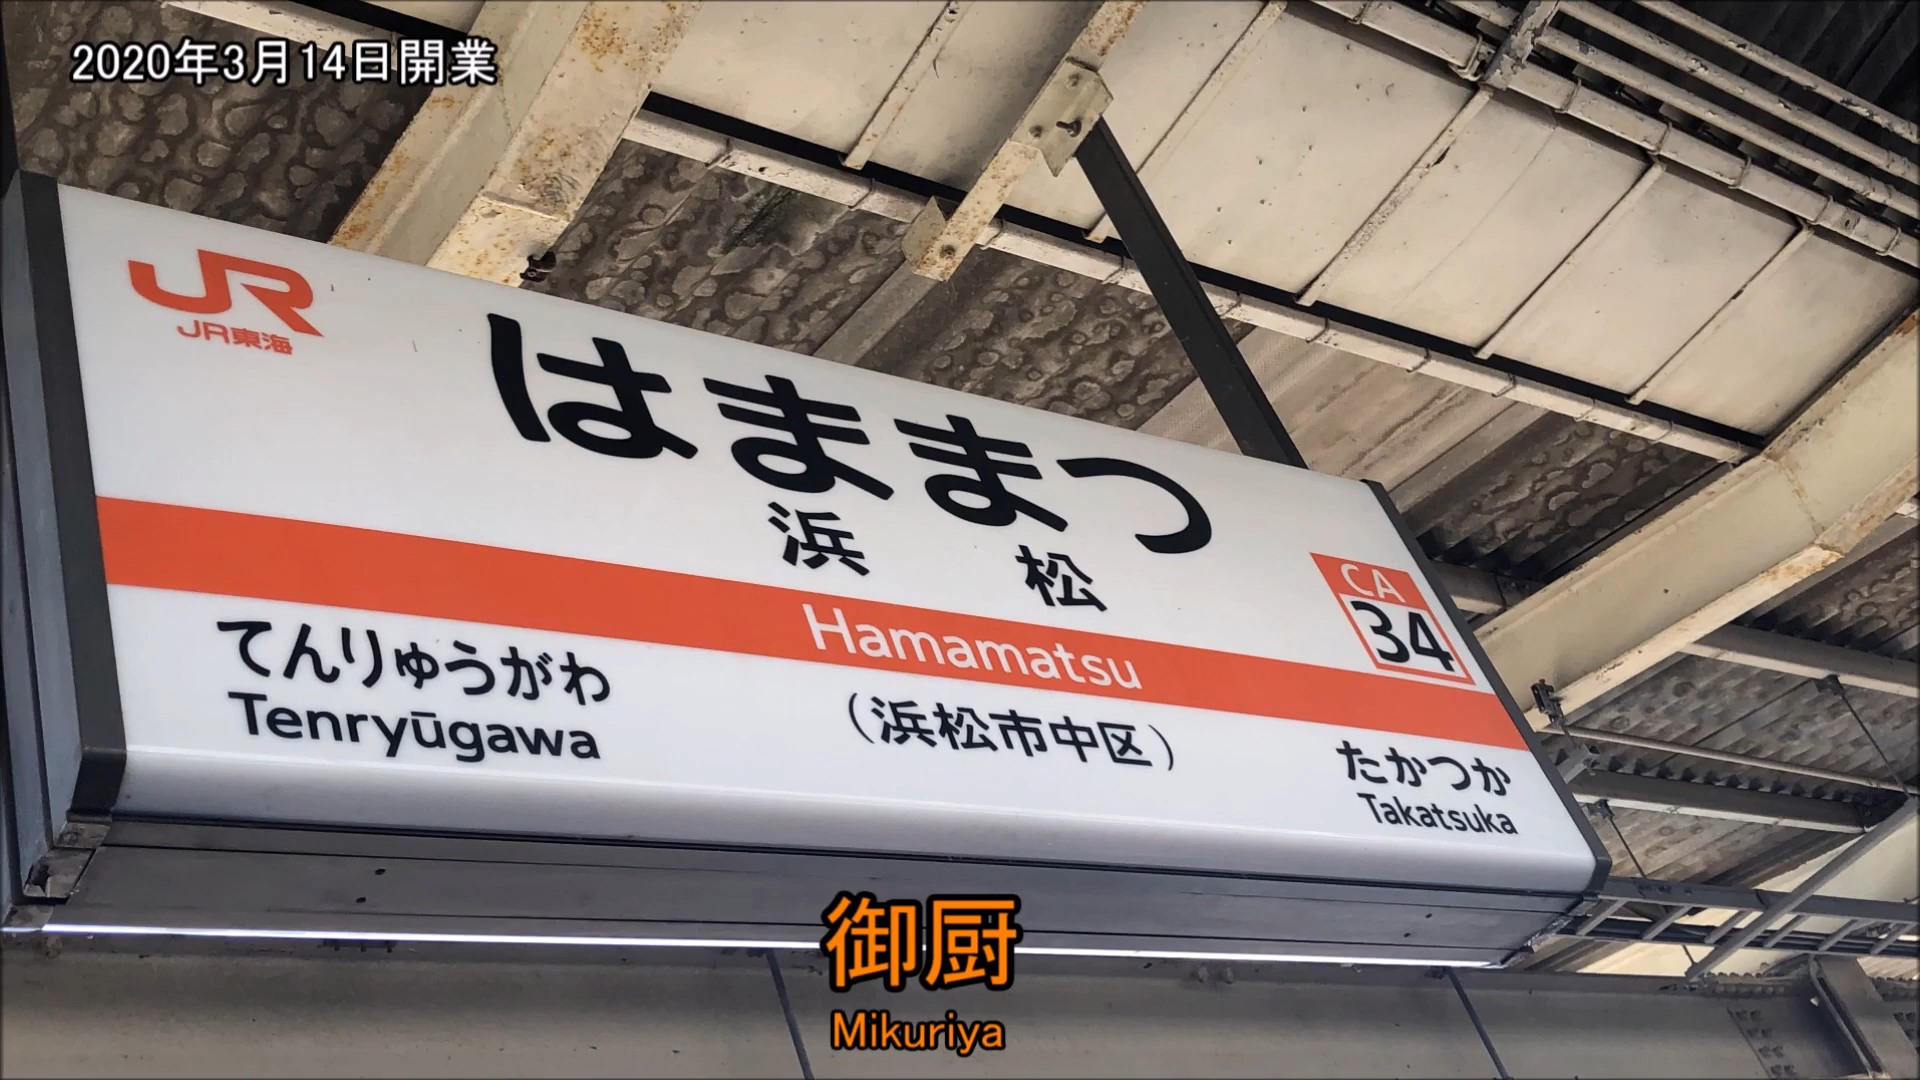 2020年3月14日開業
JR
JR東海
はままつ
浜松
CA
34
Hamamatsu
てんりゅうがわ
Tenryūgawa
(浜松市中区)
たかつか
Takatsuka
御厨
Mikuriya